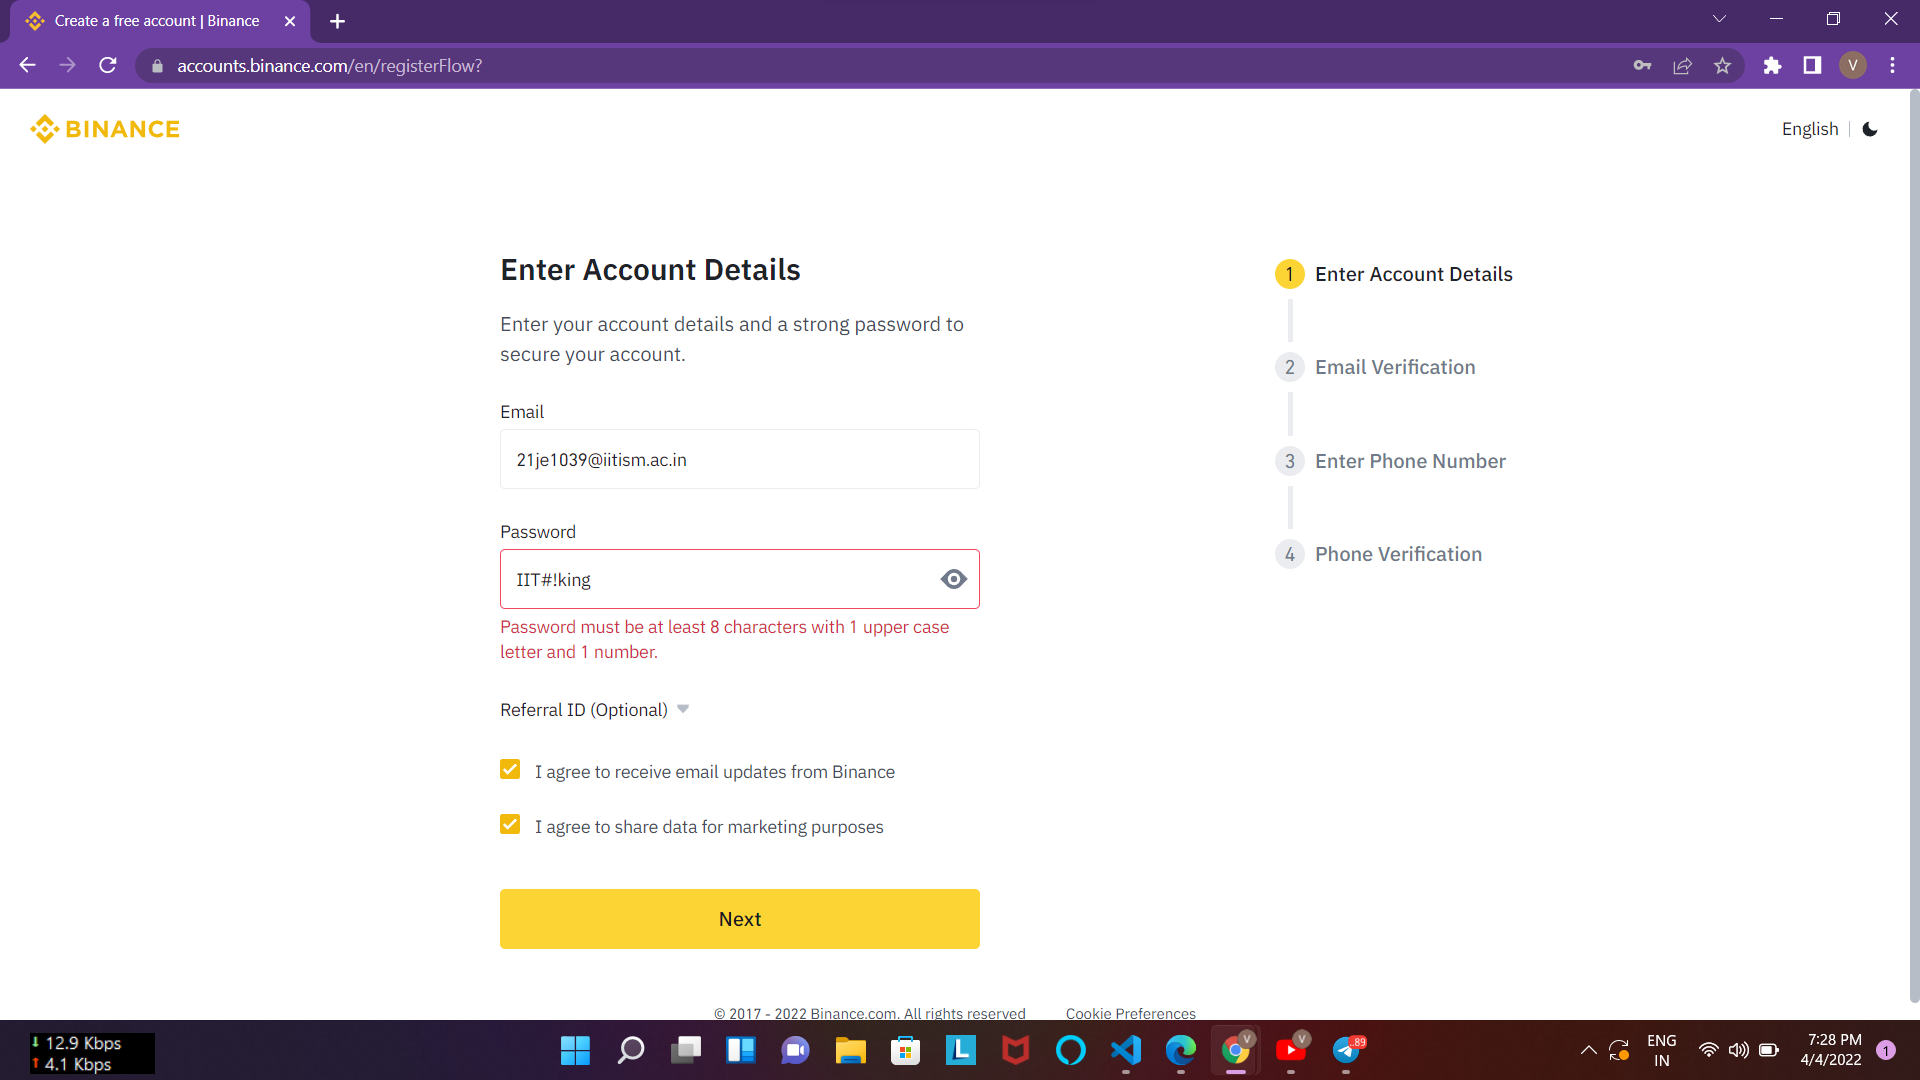 Create a free account | Binance
accounts.binance.com/en/registerFlow?
V
BINANCE
English
Enter Account Details
Enter your account details and a strong password to
secure your account.
Email
21je1039@iitism.ac.in
Password
IIT#!king
Password must be at least 8 characters with 1 upper case
letter and 1 number.
Referral ID (Optional)
I agree to receive email updates from Binance
I agree to share data for marketing purposes
Next
1 Enter Account Details
2 Email Verification
3 Enter Phone Number
4 Phone Verification
© 2017 - 2022 Binance.com. All rights reserved
Cookie Preferences
12.9 Kbps
4.1 Kbps
L
V
V
..89
ENG
IN
7:28 PM
4/4/2022
1